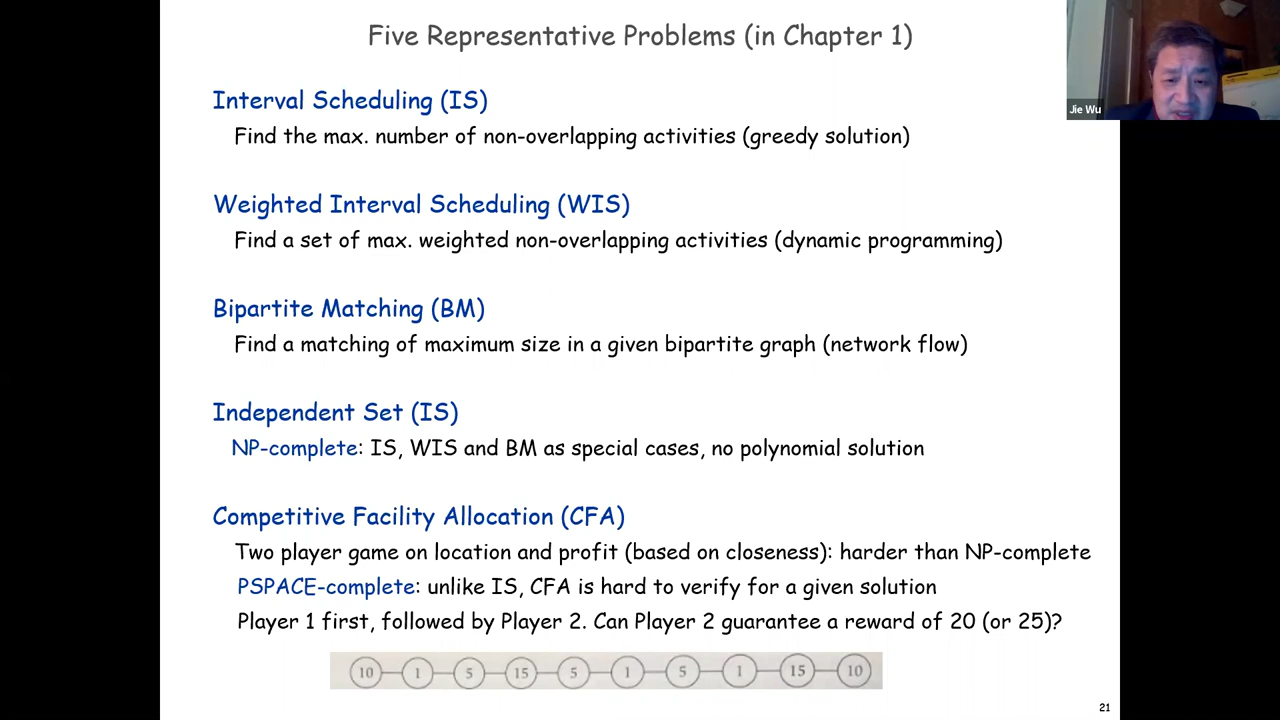 Five Representative Problems (in Chapter 1)
Jie Wu
Interval Scheduling (IS)
Find the max. number of non-overlapping activities (greedy solution)
Weighted Interval Scheduling (WIS)
Find a set of max. weighted non-overlapping activities (dynamic programming)
Bipartite Matching (BM)
Find a matching of maximum size in a given bipartite graph (network flow)
Independent Set (IS)
NP-complete: IS, WIS and BM as special cases, no polynomial solution
Competitive Facility Allocation (CFA)
Two player game on location and profit (based on closeness): harder than NP-complete
PSPACE-complete: unlike IS, CFA is hard to verify for a given solution
Player 1 first, followed by Player 2. Can Player 2 guarantee a reward of 20 (or 25)?
10 1 5 15 5 1 5 1 15 10
21